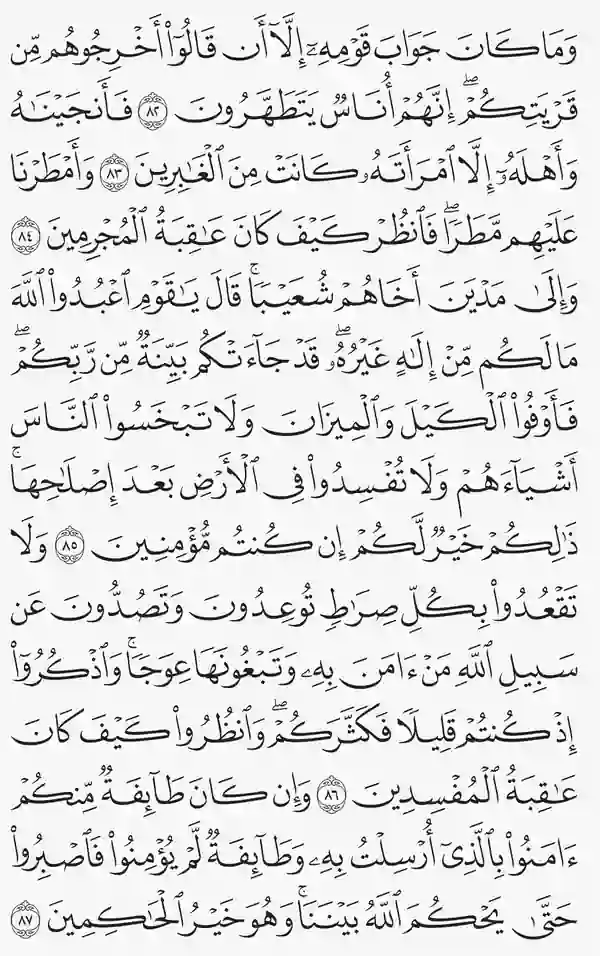 وَمَا كَانَ جَوَابَ قَوْمِهِۦٓ إِلَّآ أَن قَالُوٓا۟ أَخْرِجُوهُم مِّن
قَرْيَتِكُمْ ۖ إِنَّهُمْ أُنَاسٌ يَتَطَهَّرُونَ ٨٢ فَأَنجَيْنَـٰهُ
وَأَهْلَهُۥٓ إِلَّا ٱمْرَأَتَهُۥ كَانَتْ مِنَ ٱلْغَـٰبِرِينَ ٨٣ وَأَمْطَرْنَا
عَلَيْهِم مَّطَرًا ۖ فَٱنظُرْ كَيْفَ كَانَ عَـٰقِبَةُ ٱلْمُجْرِمِينَ ٨٤
وَإِلَىٰ مَدْيَنَ أَخَاهُمْ شُعَيْبًا ۗ قَالَ يَـٰقَوْمِ ٱعْبُدُوا۟ ٱللَّهَ
مَا لَكُم مِّنْ إِلَـٰهٍ غَيْرُهُۥ ۖ قَدْ جَآءَتْكُم بَيِّنَةٌ مِّن رَّبِّكُمْ ۖ
فَأَوْفُوا۟ ٱلْكَيْلَ وَٱلْمِيزَانَ وَلَا تَبْخَسُوا۟ ٱلنَّاسَ
أَشْيَآءَهُمْ وَلَا تُفْسِدُوا۟ فِى ٱلْأَرْضِ بَعْدَ إِصْلَـٰحِهَا ۚ
ذَٰلِكُمْ خَيْرٌ لَّكُمْ إِن كُنتُم مُّؤْمِنِينَ ٨٥ وَلَا
تَقْعُدُوا۟ بِكُلِّ صِرَٰطٍ تُوعِدُونَ وَتَصُدُّونَ عَن
سَبِيلِ ٱللَّهِ مَنْ ءَامَنَ بِهِۦ وَتَبْغُونَهَا عِوَجًا ۚ وَٱذْكُرُوٓا۟
إِذْ كُنتُمْ قَلِيلًا فَكَثَّرَكُمْ ۖ وَٱنظُرُوا۟ كَيْفَ كَانَ
عَـٰقِبَةُ ٱلْمُفْسِدِينَ ٨٦ وَإِن كَانَ طَآئِفَةٌ مِّنكُمْ
ءَامَنُوا۟ بِٱلَّذِىٓ أُرْسِلْتُ بِهِۦ وَطَآئِفَةٌ لَّمْ يُؤْمِنُوا۟ فَٱصْبِرُوا۟
حَتَّىٰ يَحْكُمَ ٱللَّهُ بَيْنَنَا ۚ وَهُوَ خَيْرُ ٱلْحَـٰكِمِينَ ٨٧